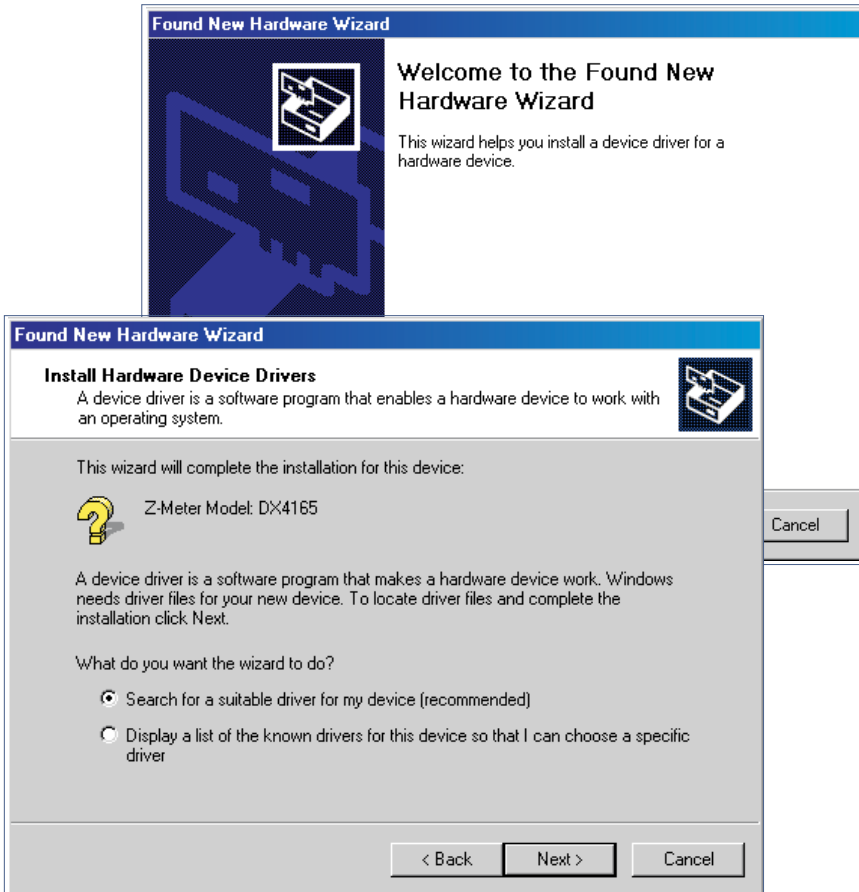 Found New Hardware Wizard
Welcome to the Found New
Hardware Wizard
This wizard helps you install a device driver for a
hardware device.
Cancel
Found New Hardware Wizard
Install Hardware Device Drivers
A device driver is a software program that enables a hardware device to work with
an operating system.
This wizard will complete the installation for this device:
Z-Meter Model: DX4165
A device driver is a software program that makes a hardware device work. Windows
needs driver files for your new device. To locate driver files and complete the
installation click Next.
What do you want the wizard to do?
Search for a suitable driver for my device (recommended)
Display a list of the known drivers for this device so that I can choose a specific
driver
< Back Next > Cancel